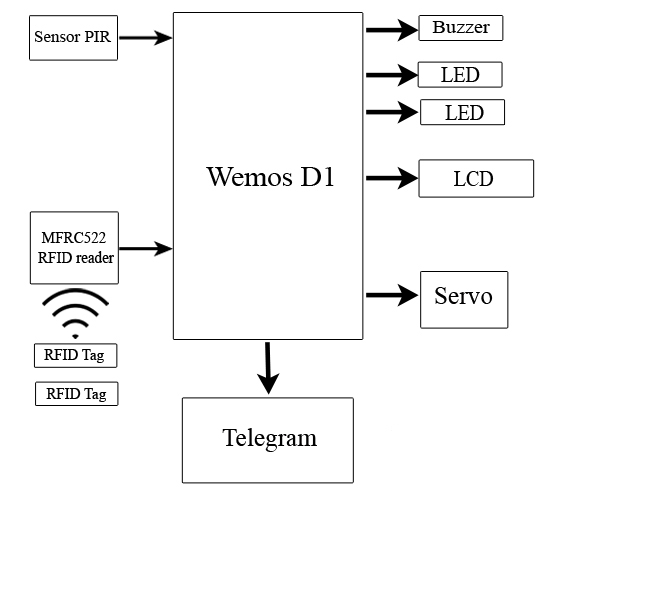 Sensor PIR
Buzzer
LED
LED
Wemos D1
LCD
MFRC522
RFID reader
Servo
RFID Tag
RFID Tag
Telegram